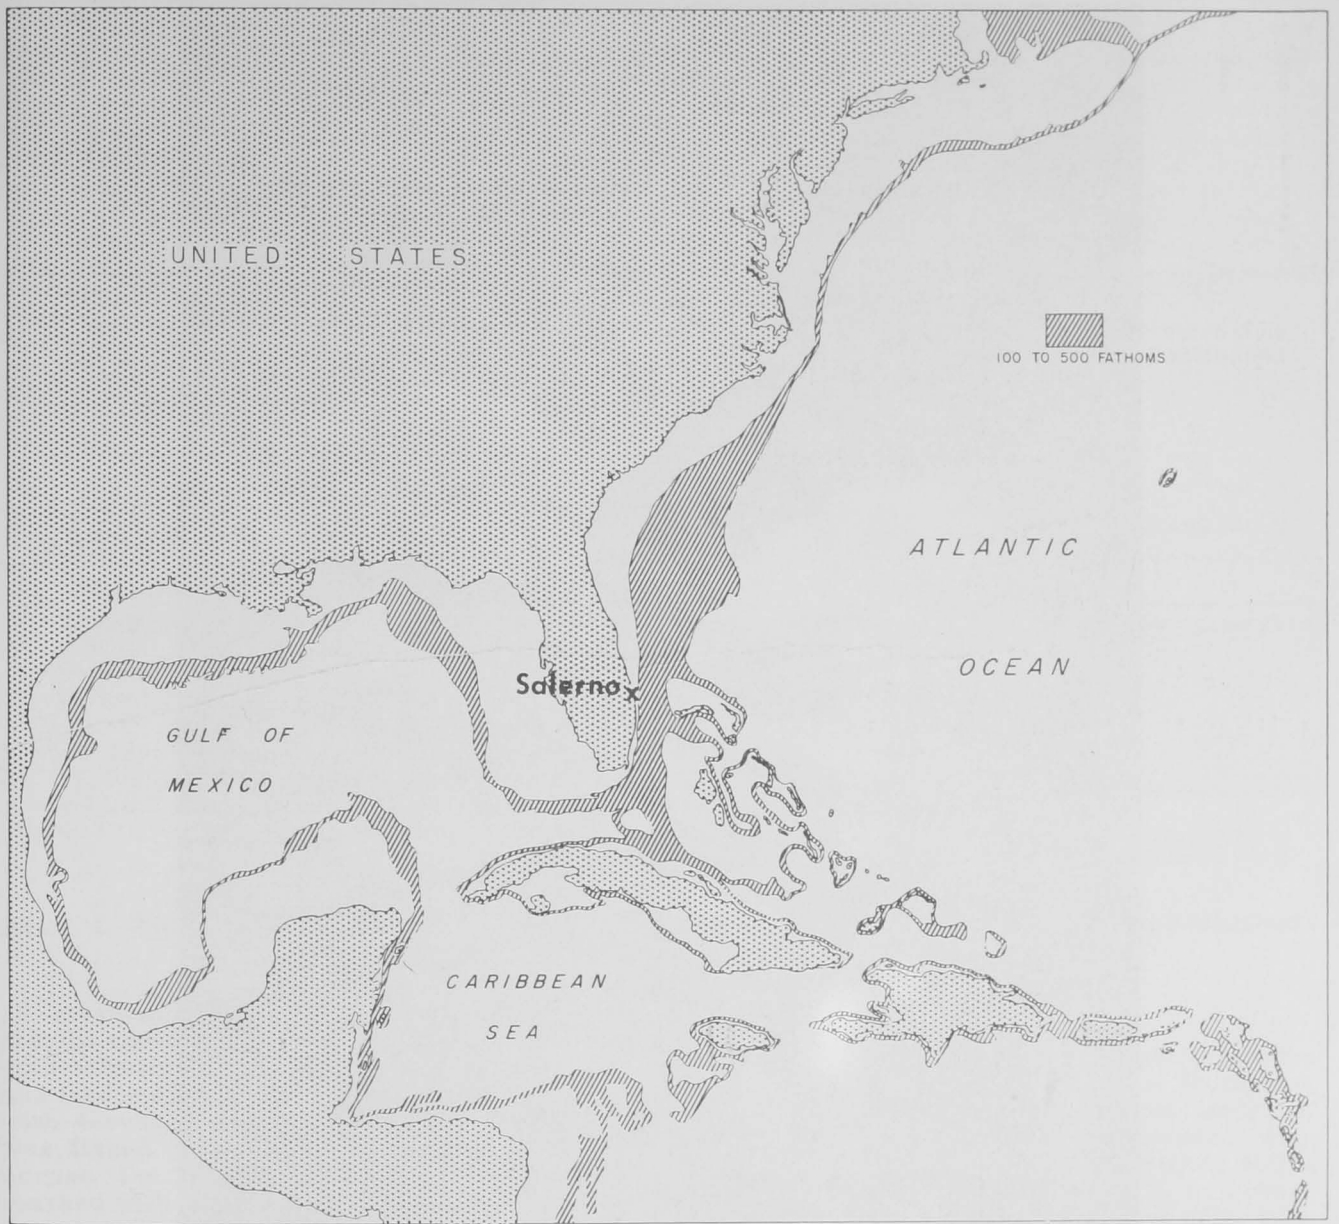 UNITED STATES
100 TO 500 FATHOMS
ATLANTIC
OCEAN
Salerno x
GULF OF
MEXICO
CARIBBEAN
SEA